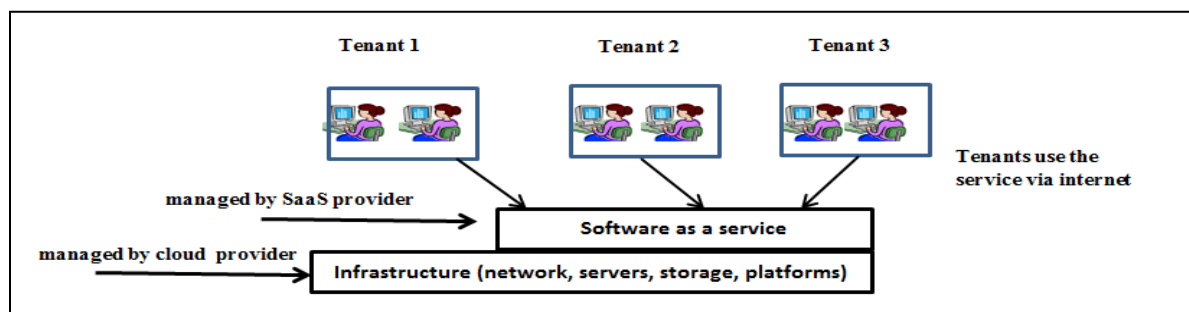 Tenant 1
Tenant 2
Tenant 3
Tenants use the
service via internet
managed by SaaS provider
Software as a service
managed by cloud provider
Infrastructure (network, servers, storage, platforms)